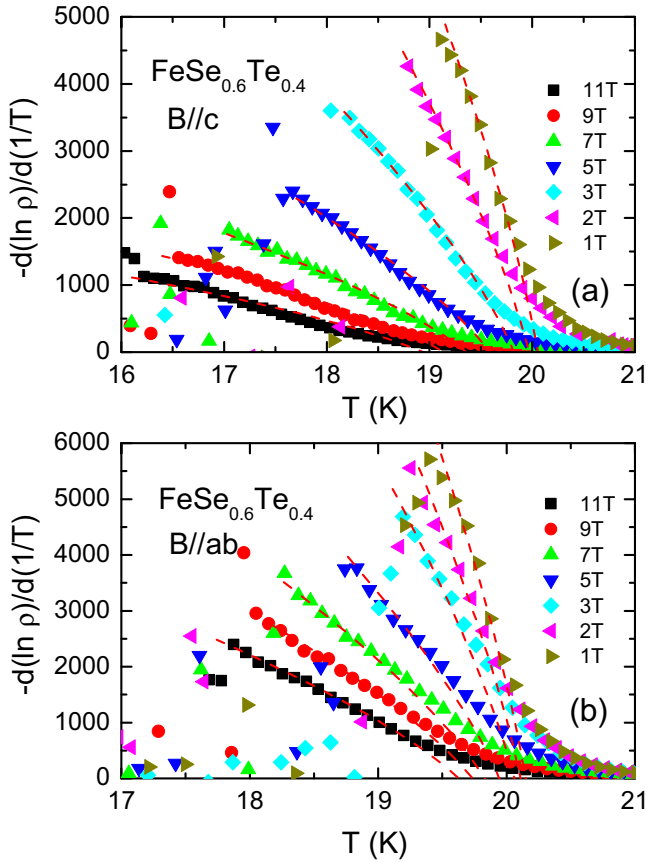 5000
4000
3000
2000
1000
0
-d(ln ρ)/d(1/T)
FeSe0.6Te0.4
B//c
11T
9T
7T
5T
3T
2T
1T
(a)
16 17 18 19 20 21
T (K)
6000
5000
4000
3000
2000
1000
0
-d(ln ρ)/d(1/T)
FeSe0.6Te0.4
B//ab
11T
9T
7T
5T
3T
2T
1T
(b)
17 18 19 20 21
T (K)